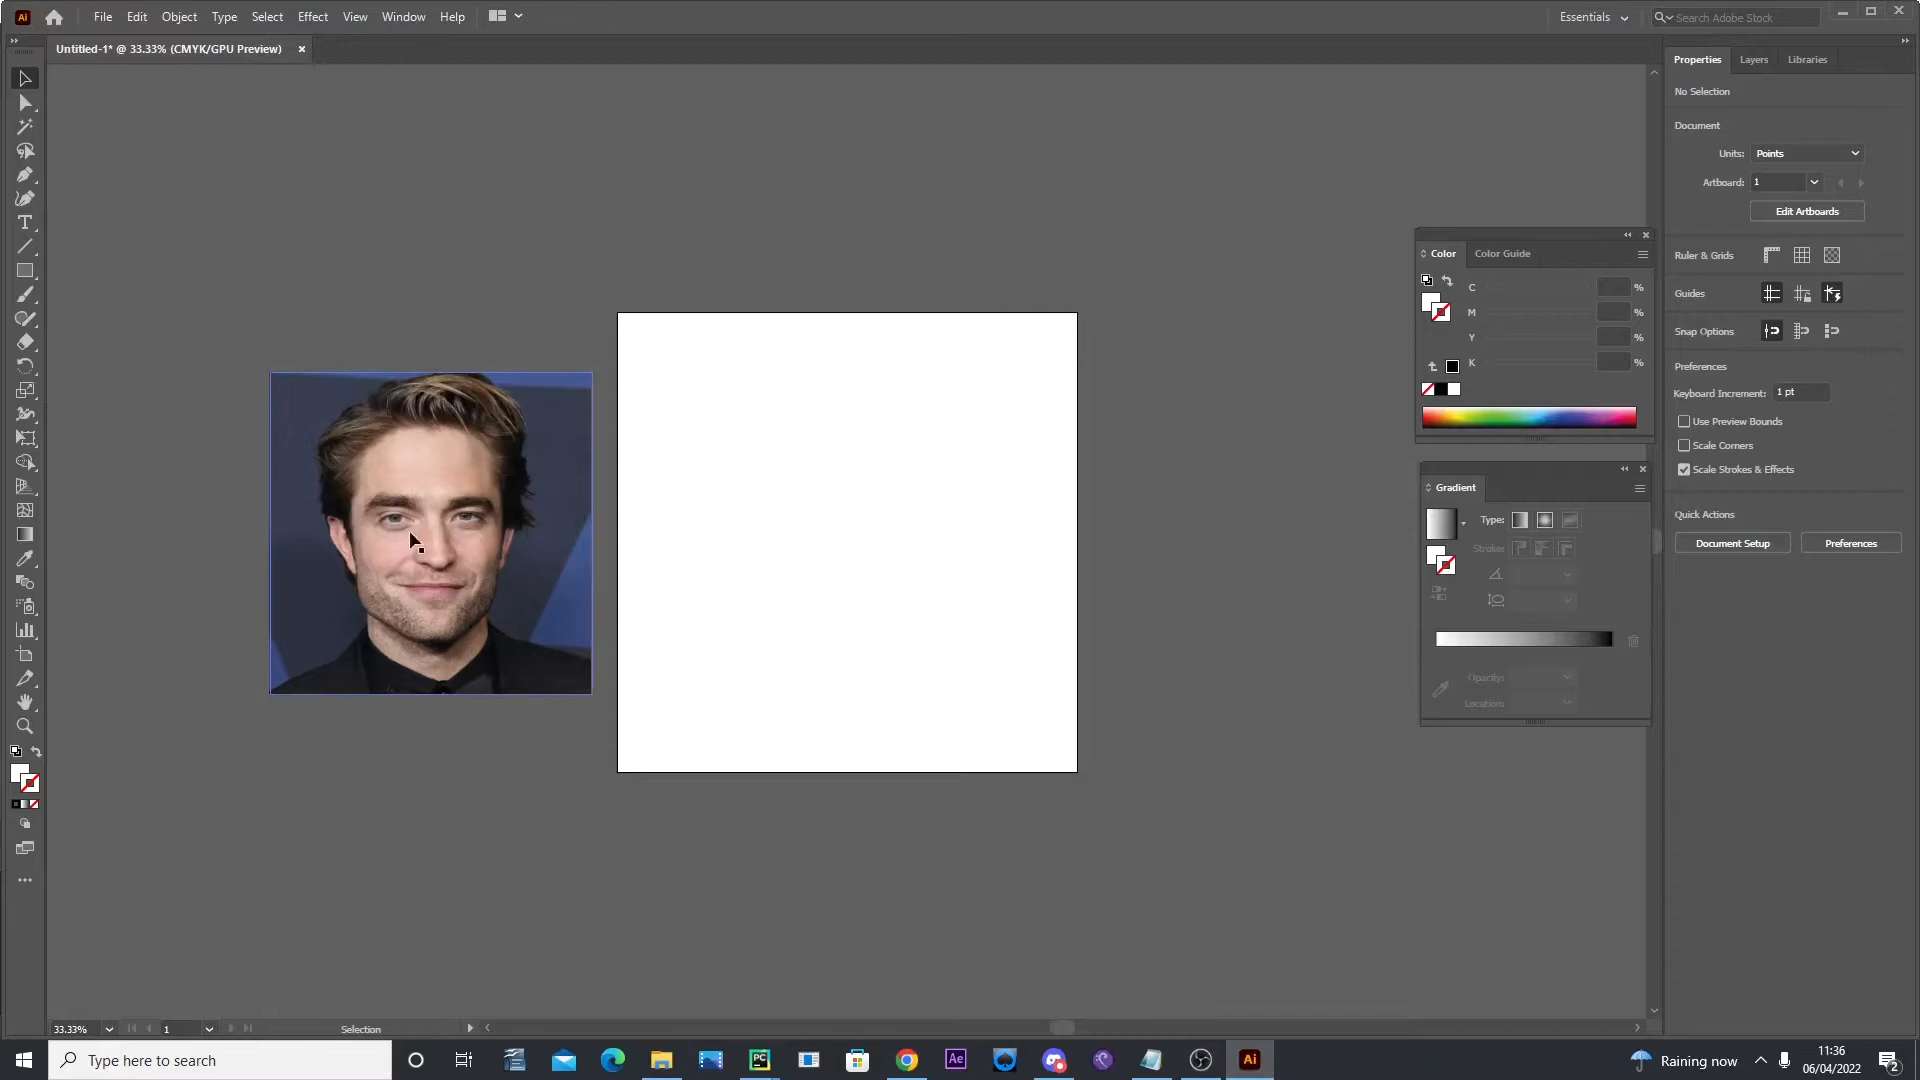 Ai File Edit Object Type Select Effect View Window Help Essentials Search Adobe Stock
Untitled-1* @ 33.33% (CMYK/GPU Preview)
Properties Layers Libraries
No Selection
Document
Units: Points
Artboard: 1
Edit Artboards
Ruler & Grids
Guides
Snap Options
Preferences
Keyboard Increment: 1 pt
Use Preview Bounds
Scale Corners
Scale Strokes & Effects
Quick Actions
Document Setup Preferences
Color Color Guide
C %
M %
Y %
K %
Gradient
Type:
Stroke:
Opacity:
Location:
T
33.33% 1 Selection
Type here to search
PC
Ae
Ai
Raining now
11:36
06/04/2022
2